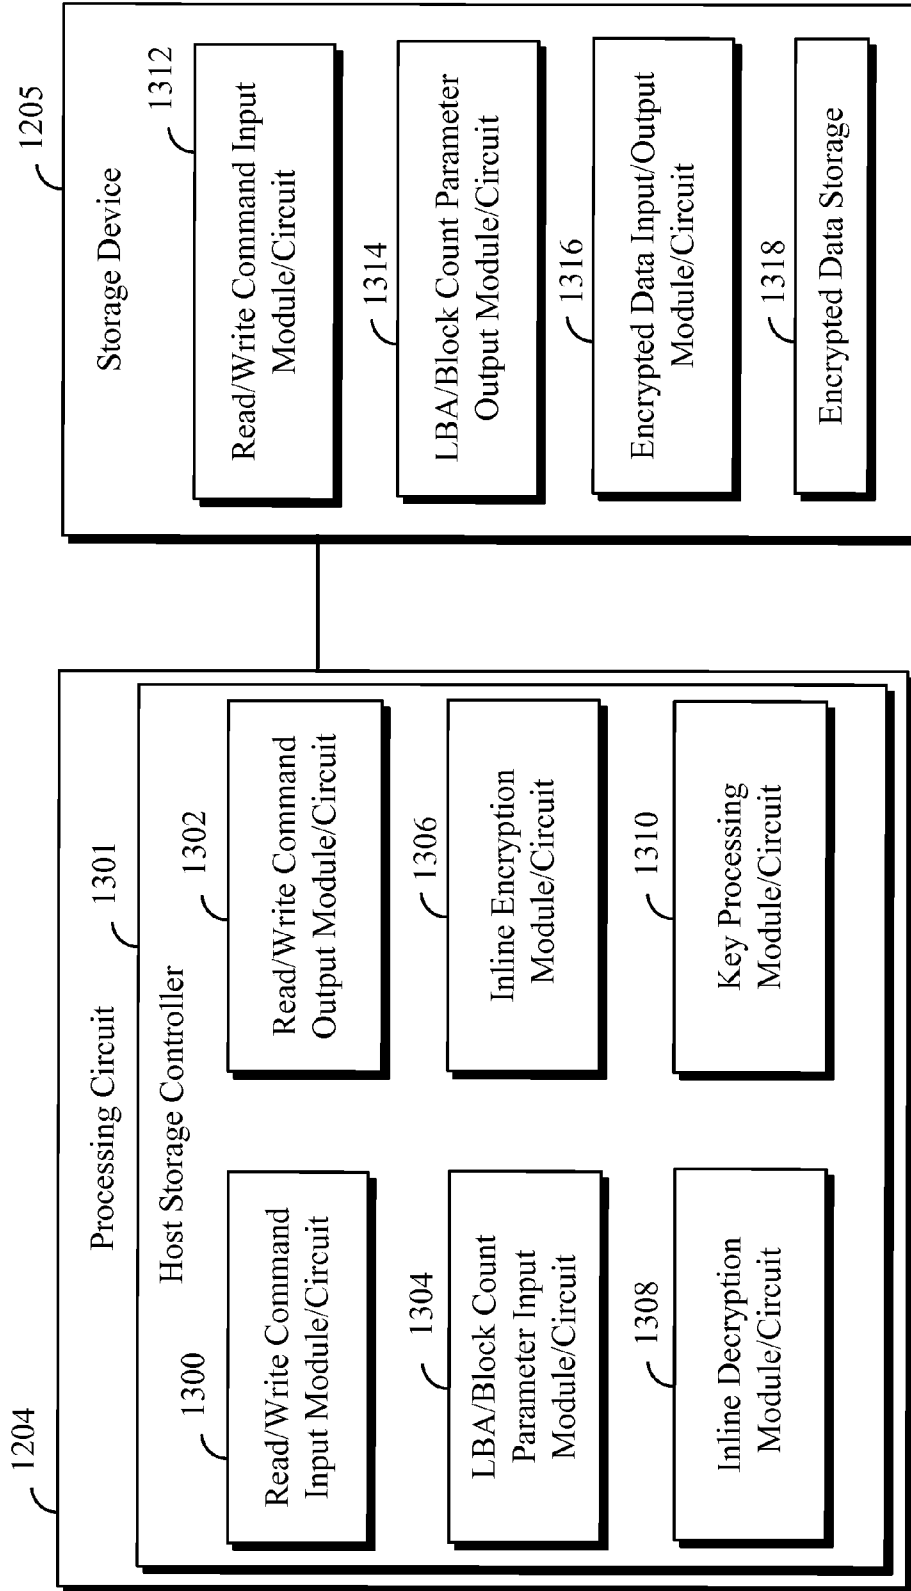 1204
Processing Circuit
1301
Host Storage Controller
1300
Read/Write Command
Input Module/Circuit
1302
Read/Write Command
Output Module/Circuit
1304
LBA/Block Count
Parameter Input
Module/Circuit
1306
Inline Encryption
Module/Circuit
1308
Inline Decryption
Module/Circuit
1310
Key Processing
Module/Circuit
1205
Storage Device
1312
Read/Write Command Input
Module/Circuit
1314
LBA/Block Count Parameter
Output Module/Circuit
1316
Encrypted Data Input/Output
Module/Circuit
1318
Encrypted Data Storage